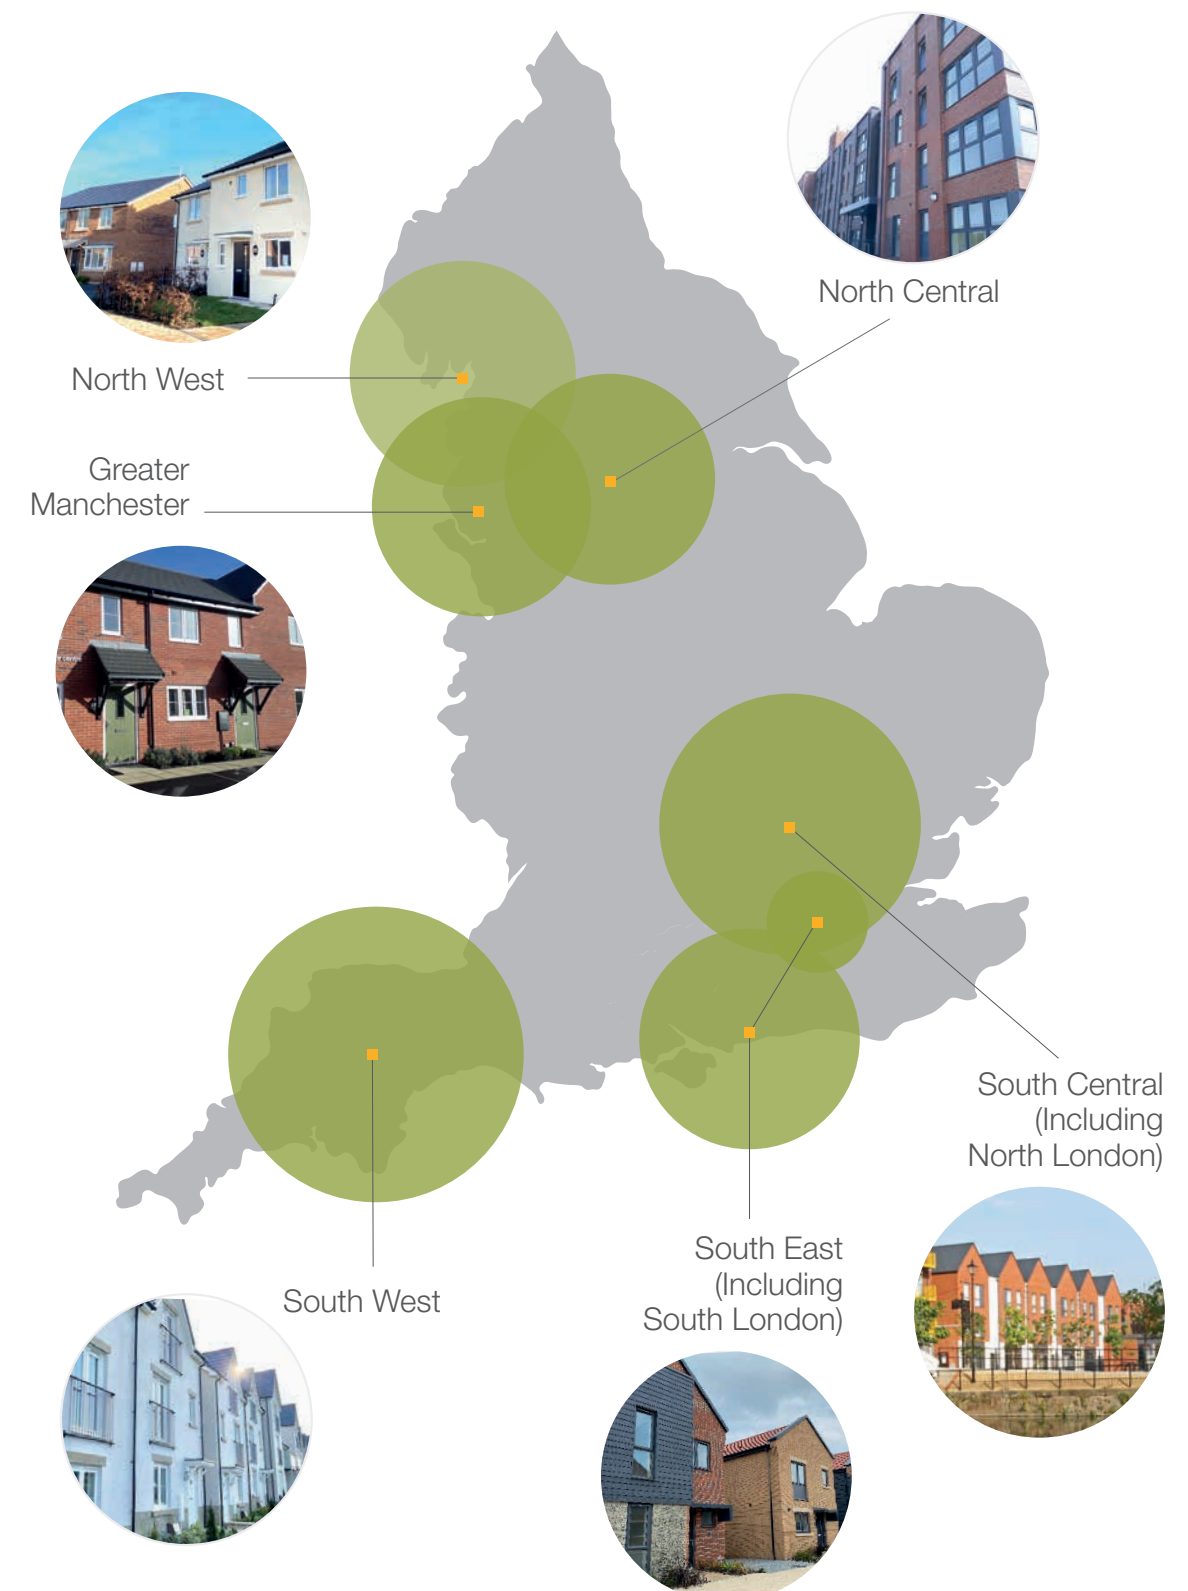 North Central
North West
Greater
Manchester
South Central
(Including
North London)
South East
(Including
South London)
South West